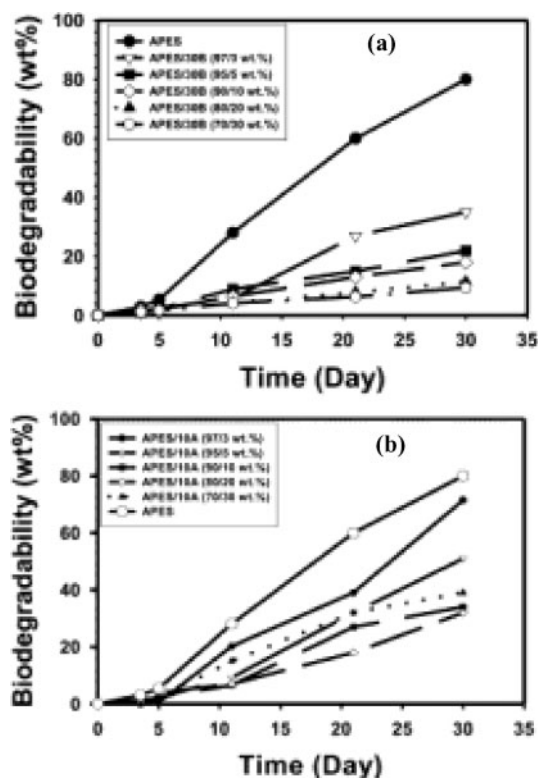 (a)
APES
APES/30B (97/3 wt.%)
APES/30B (95/5 wt.%)
APES/30B (90/10 wt.%)
APES/30B (80/20 wt.%)
APES/30B (70/30 wt.%)
Biodegradability (wt%)
100
80
60
40
20
0
0 5 10 15 20 25 30 35
Time (Day)
(b)
APES/10A (97/3 wt.%)
APES/10A (95/5 wt.%)
APES/10A (90/10 wt.%)
APES/10A (80/20 wt.%)
APES/10A (70/30 wt.%)
APES
Biodegradability (wt%)
100
80
60
40
20
0
0 5 10 15 20 25 30 35
Time (Day)